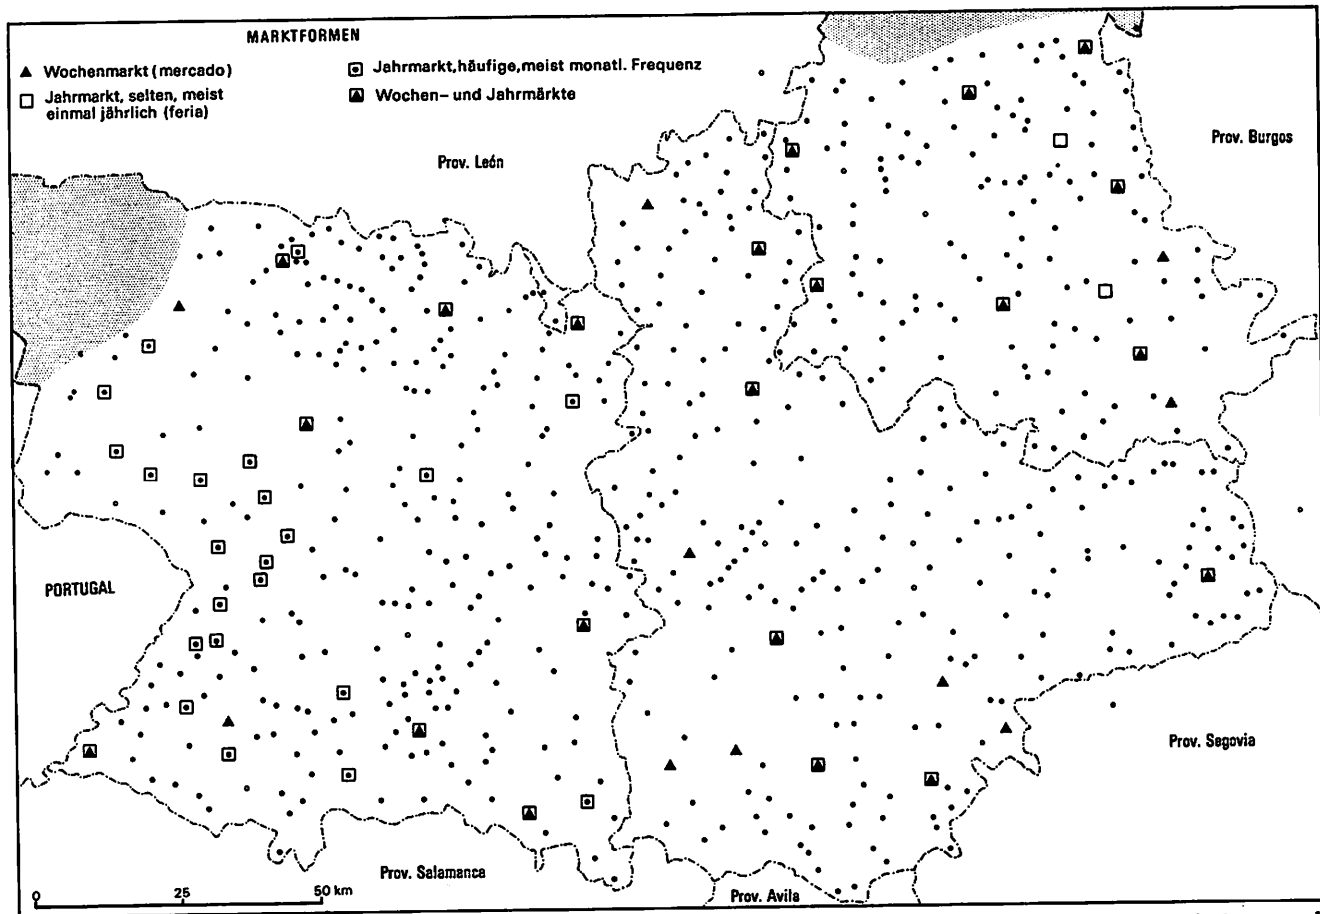 MARKTFORMEN
Wochenmarkt (mercado)
Jahrmarkt, selten, meist
einmal jährlich (feria)
Jahrmarkt, häufige, meist monatl. Frequenz
Wochen- und Jahrmärkte
Prov. León
Prov. Burgos
PORTUGAL
Prov. Segovia
Prov. Salamanca
Prov. Avila
0 25 50 km